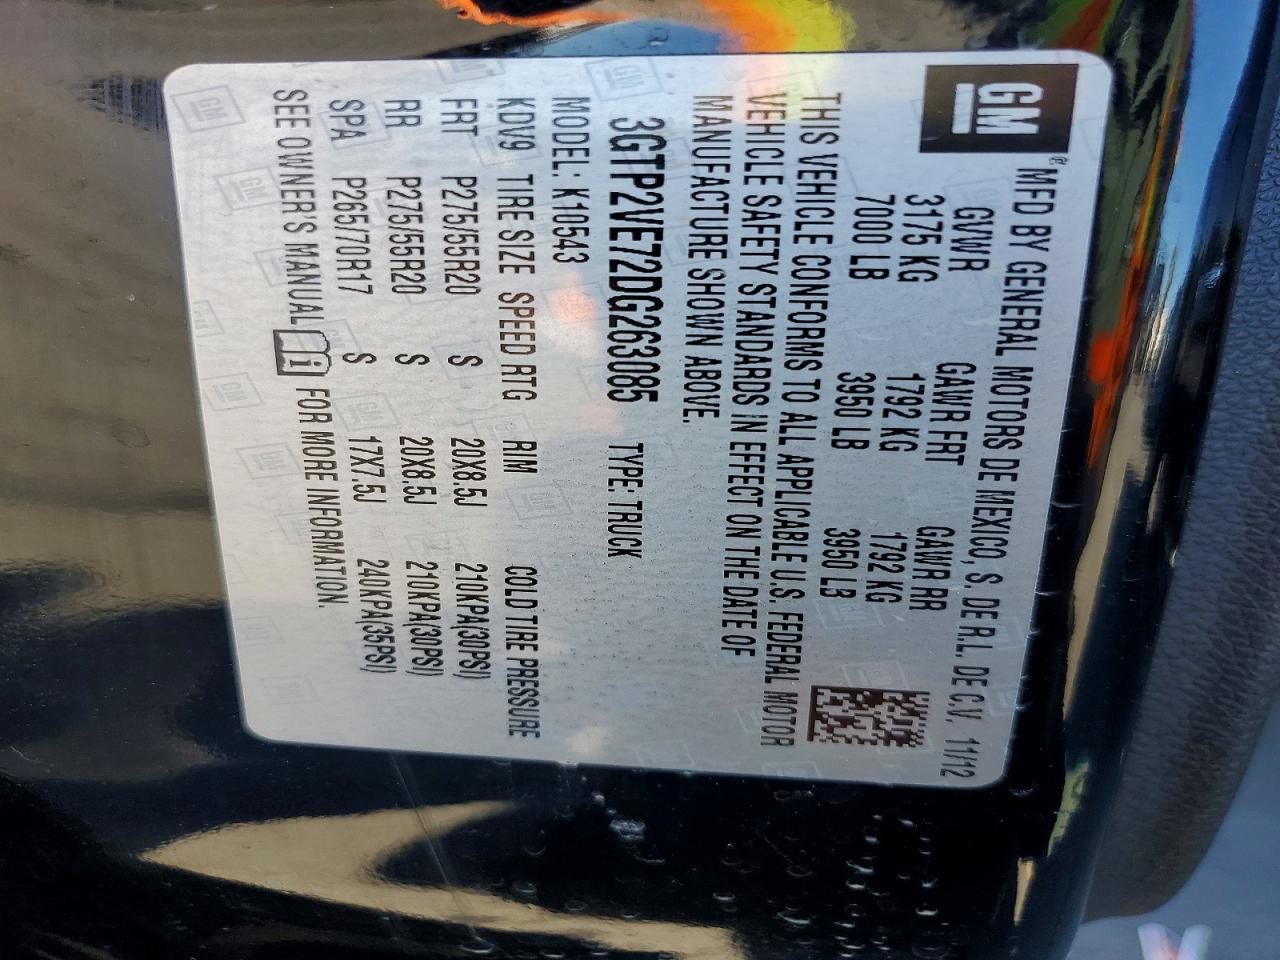 GM
® MFD BY GENERAL MOTORS DE MEXICO, S. DE R.L. DE C.V. 11/12
GVWR GAWR FRT GAWR RR
3175 KG 1792 KG 1792 KG
7000 LB 3950 LB 3950 LB
THIS VEHICLE CONFORMS TO ALL APPLICABLE U.S. FEDERAL MOTOR
VEHICLE SAFETY STANDARDS IN EFFECT ON THE DATE OF
MANUFACTURE SHOWN ABOVE.
3GTP2VE72DG263085 TYPE: TRUCK
MODEL: K10543
KDV9 TIRE SIZE SPEED RTG RIM COLD TIRE PRESSURE
FRT P275/55R20 S 20X8.5J 210KPA(30PSI)
RR P275/55R20 S 20X8.5J 210KPA(30PSI)
SPA P265/70R17 S 17X7.5J 240KPA(35PSI)
SEE OWNER'S MANUAL i FOR MORE INFORMATION.